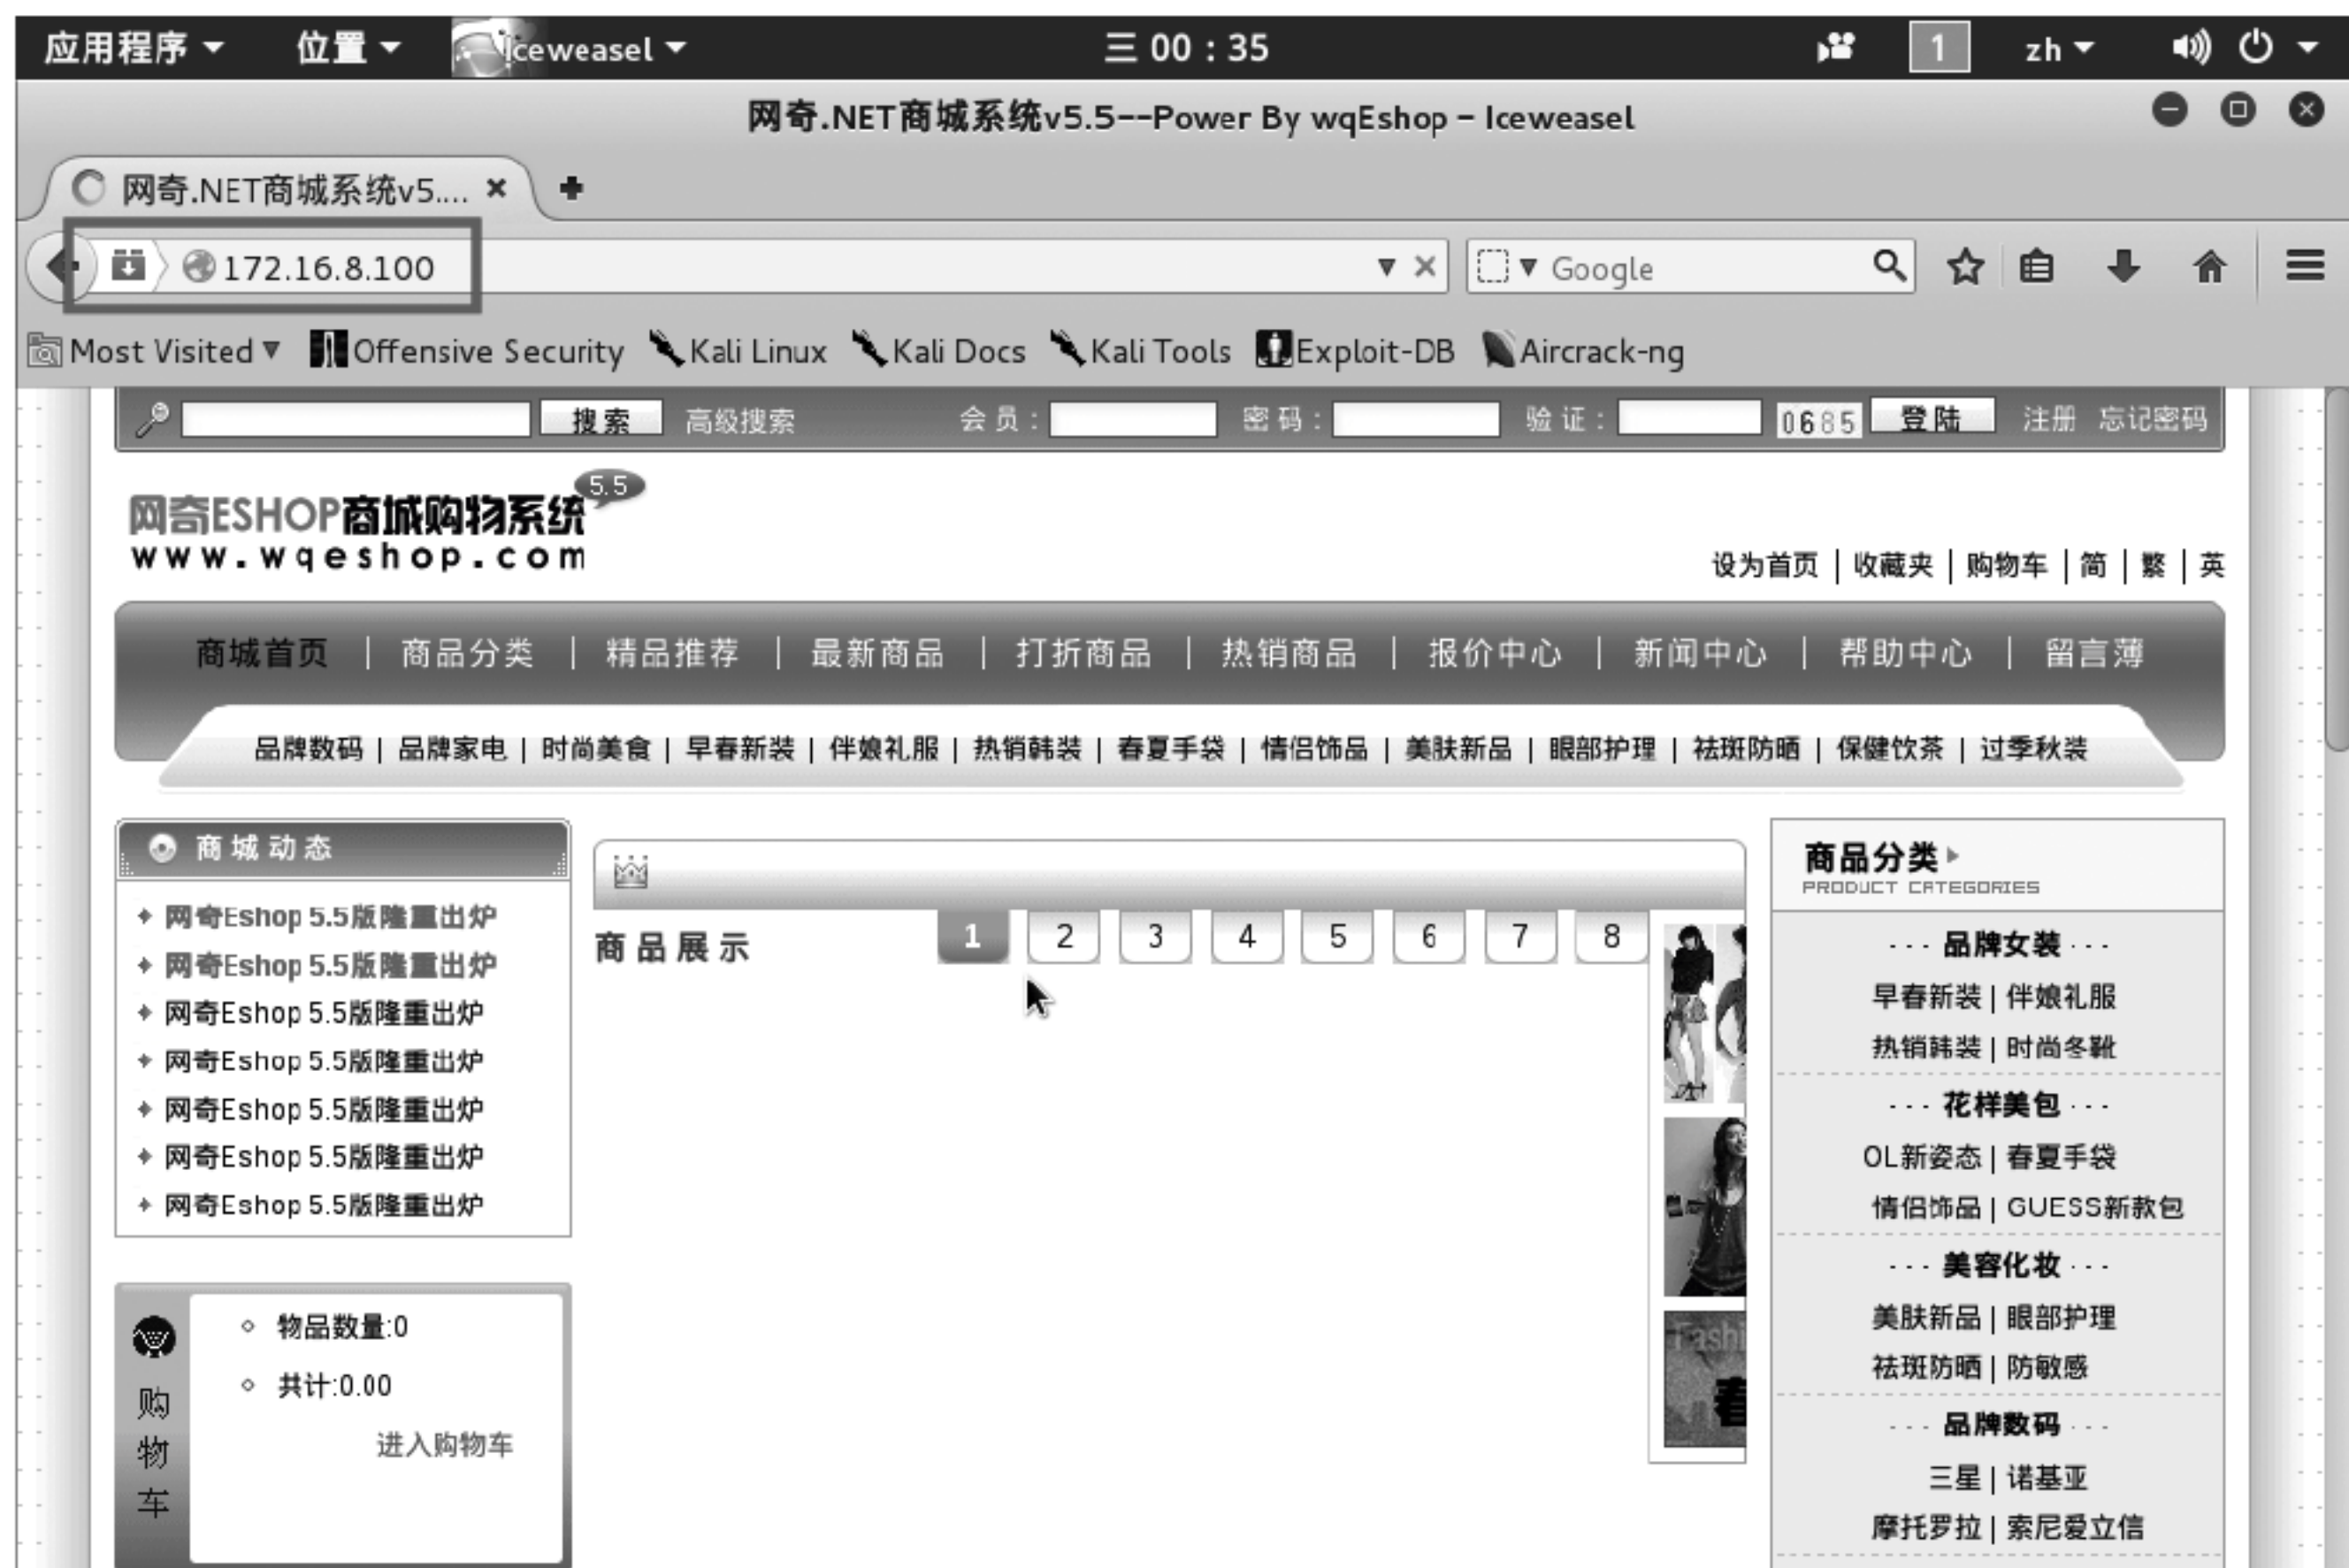 应用程序 位置 Iceweasel 三 00 : 35 1 zh
网奇.NET商城系统v5.5--Power By wqEshop - Iceweasel
网奇.NET商城系统v5....
172.16.8.100 Google
Most Visited Offensive Security Kali Linux Kali Docs Kali Tools Exploit-DB Aircrack-ng
搜索 高级搜索 会员: 密码: 验证: 0685 登陆 注册 忘记密码
5.5
网奇ESHOP商城购物系统
www.wqeshop.com
设为首页 | 收藏夹 | 购物车 | 简 | 繁 | 英
商城首页 | 商品分类 | 精品推荐 | 最新商品 | 打折商品 | 热销商品 | 报价中心 | 新闻中心 | 帮助中心 | 留言薄
品牌数码 | 品牌家电 | 时尚美食 | 早春新装 | 伴娘礼服 | 热销韩装 | 春夏手袋 | 情侣饰品 | 美肤新品 | 眼部护理 | 祛斑防晒 | 保健饮茶 | 过季秋装
商城动态
网奇Eshop 5.5版隆重出炉
网奇Eshop 5.5版隆重出炉
网奇Eshop 5.5版隆重出炉
网奇Eshop 5.5版隆重出炉
网奇Eshop 5.5版隆重出炉
网奇Eshop 5.5版隆重出炉
网奇Eshop 5.5版隆重出炉
购物车
物品数量:0
共计:0.00
进入购物车
商品展示 1 2 3 4 5 6 7 8
Fashi
春
商品分类
PRODUCT CATEGORIES
--- 品牌女装 ---
早春新装 | 伴娘礼服
热销韩装 | 时尚冬靴
--- 花样美包 ---
OL新姿态 | 春夏手袋
情侣饰品 | GUESS新款包
--- 美容化妆 ---
美肤新品 | 眼部护理
祛斑防晒 | 防敏感
--- 品牌数码 ---
三星 | 诺基亚
摩托罗拉 | 索尼爱立信